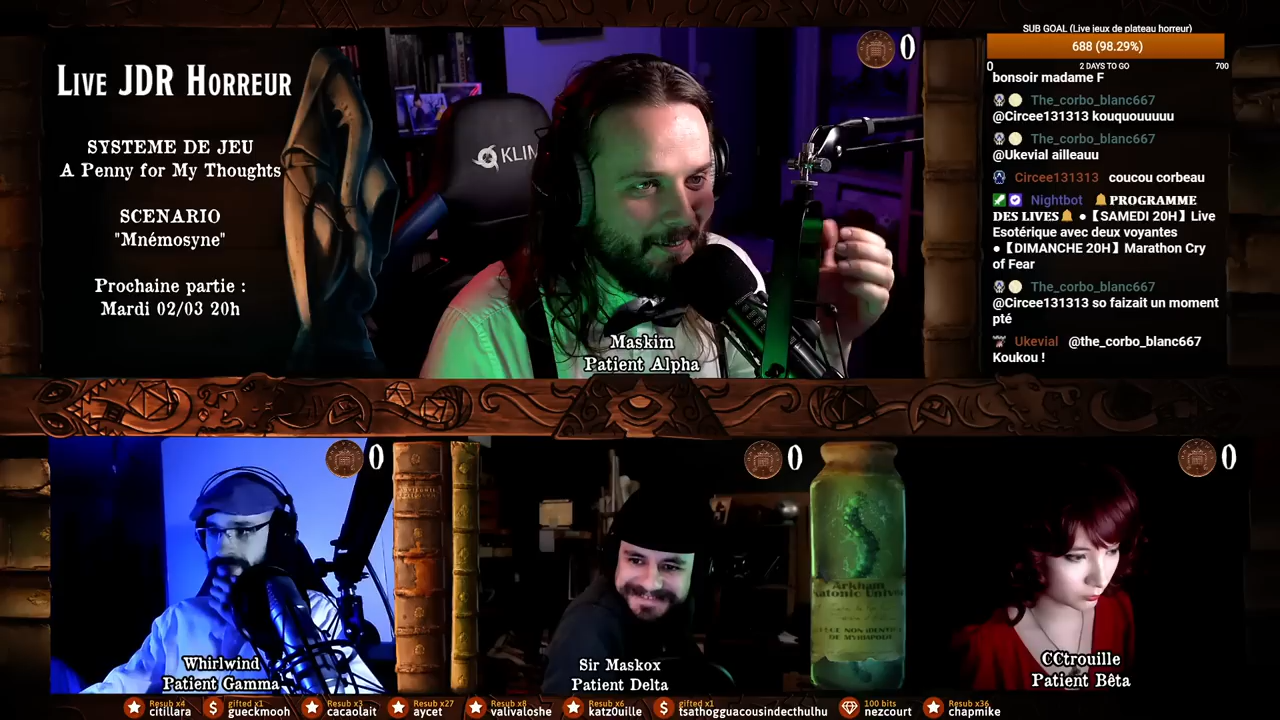 Live JDR Horreur
SYSTEME DE JEU
A Penny for My Thoughts
SCENARIO
"Mnémosyne"
Prochaine partie :
Mardi 02/03 20h
KLIM
0
Maskim
Patient Alpha
SUB GOAL (Live jeux de plateau horreur)
688 (98.29%)
0
2 DAYS TO GO
700
bonsoir madame F
The_corbo_blanc667
@Circee131313 kouquouuuuu
The_corbo_blanc667
@Ukevial ailleauu
Circee131313 coucou corbeau
Nightbot 🔔PROGRAMME
DES LIVES🔔 ●【SAMEDI 20H】Live
Esotérique avec deux voyantes
●【DIMANCHE 20H】Marathon Cry
of Fear
The_corbo_blanc667
@Circee131313 so faizait un moment
pté
Ukevial @the_corbo_blanc667
Koukou !
0
Whirlwind
Patient Gamma
0
Sir Maskox
Patient Delta
Arkham
0
CCtrouille
Patient Bêta
Resub x4
citillara
gifted x1
gueckmooh
Resub x3
cacaolait
Resub x27
aycet
Resub x8
valivaloshe
Resub x6
katz0uille
gifted x1
tsathogguacousindecthulhu
100 bits
nezcourt
Resub x36
chapmike